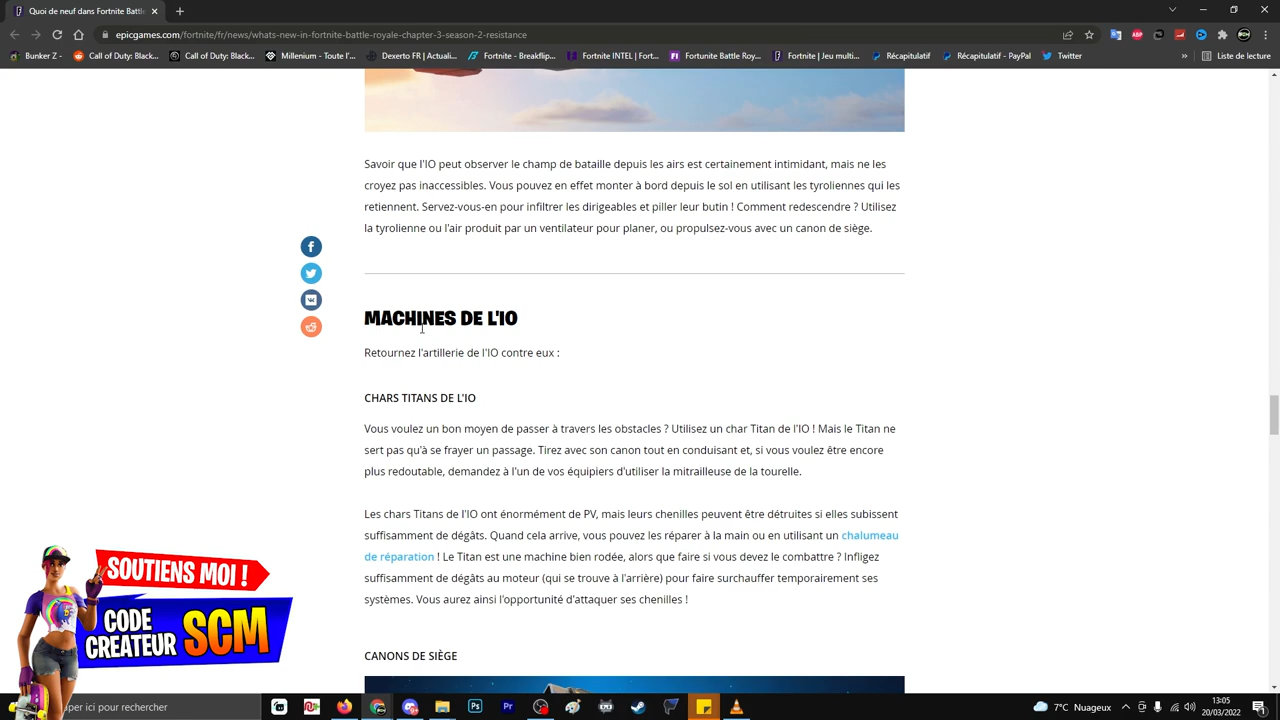 Quoi de neuf dans Fortnite Batt
epicgames.com/fortnite/fr/news/whats-new-in-fortnite-battle-royale-chapter-3-season-2-resistance
Bunker Z - Call of Duty: Black... Call of Duty: Black... Millenium - Toute l'... Dexerto FR | Actuali... Fortnite - Breakflip... Fortnite INTEL | Fort... Fortunite Battle Roy... Fortnite | Jeu multi... Récapitulatif Récapitulatif - PayPal Twitter » Liste de lecture
Savoir que l'IO peut observer le champ de bataille depuis les airs est certainement intimidant, mais ne les
croyez pas inaccessibles. Vous pouvez en effet monter à bord depuis le sol en utilisant les tyroliennes qui les
retiennent. Servez-vous-en pour infiltrer les dirigeables et piller leur butin ! Comment redescendre ? Utilisez
la tyrolienne ou l'air produit par un ventilateur pour planer, ou propulsez-vous avec un canon de siège.
MACHINES DE L'IO
Retournez l'artillerie de l'IO contre eux :
CHARS TITANS DE L'IO
Vous voulez un bon moyen de passer à travers les obstacles ? Utilisez un char Titan de l'IO ! Mais le Titan ne
sert pas qu'à se frayer un passage. Tirez avec son canon tout en conduisant et, si vous voulez être encore
plus redoutable, demandez à l'un de vos équipiers d'utiliser la mitrailleuse de la tourelle.
Les chars Titans de l'IO ont énormément de PV, mais leurs chenilles peuvent être détruites si elles subissent
suffisamment de dégâts. Quand cela arrive, vous pouvez les réparer à la main ou en utilisant un chalumeau
de réparation ! Le Titan est une machine bien rodée, alors que faire si vous devez le combattre ? Infligez
suffisamment de dégâts au moteur (qui se trouve à l'arrière) pour faire surchauffer temporairement ses
systèmes. Vous aurez ainsi l'opportunité d'attaquer ses chenilles !
CANONS DE SIÈGE
SOUTIENS MOI !
CODE
CREATEUR SCM
aper ici pour rechercher
7°C Nuageux
13:05
20/03/2022